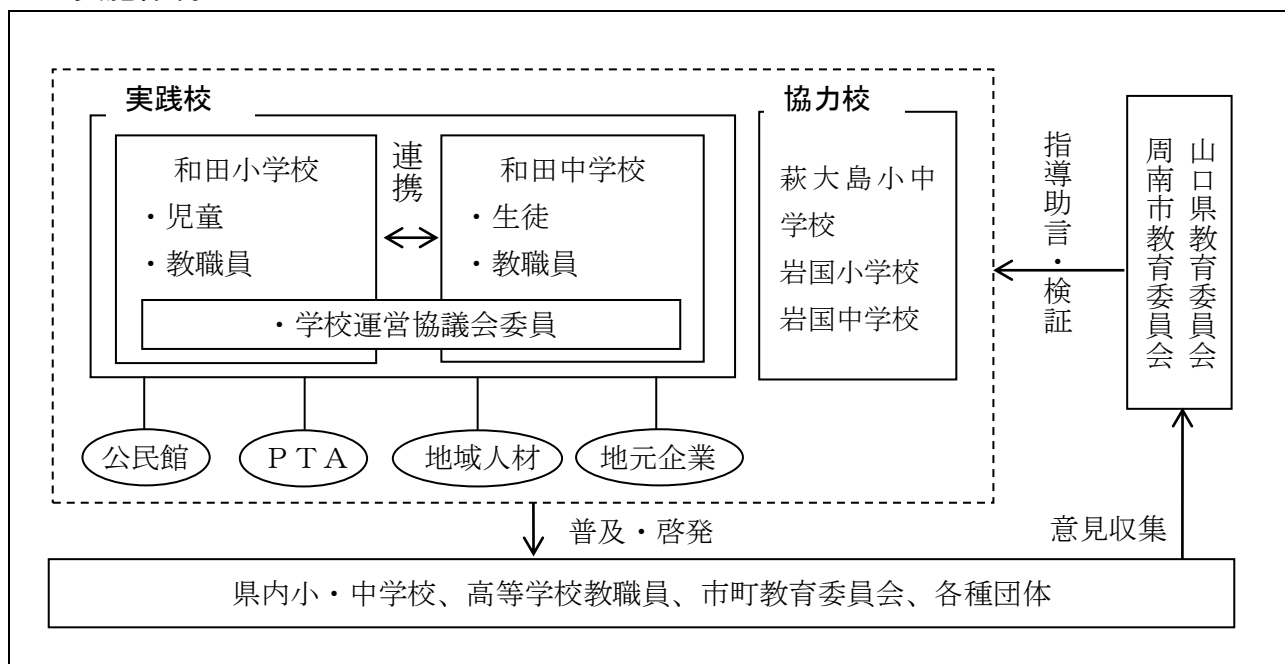 実践校
協力校
和田小学校
・児童
・教職員
連携
和田中学校
・生徒
・教職員
・学校運営協議会委員
萩大島小中
学校
岩国小学校
岩国中学校
指導助言・検証
山口県教育委員会
周南市教育委員会
公民館
ＰＴＡ
地域人材
地元企業
普及・啓発
意見収集
県内小・中学校、高等学校教職員、市町教育委員会、各種団体